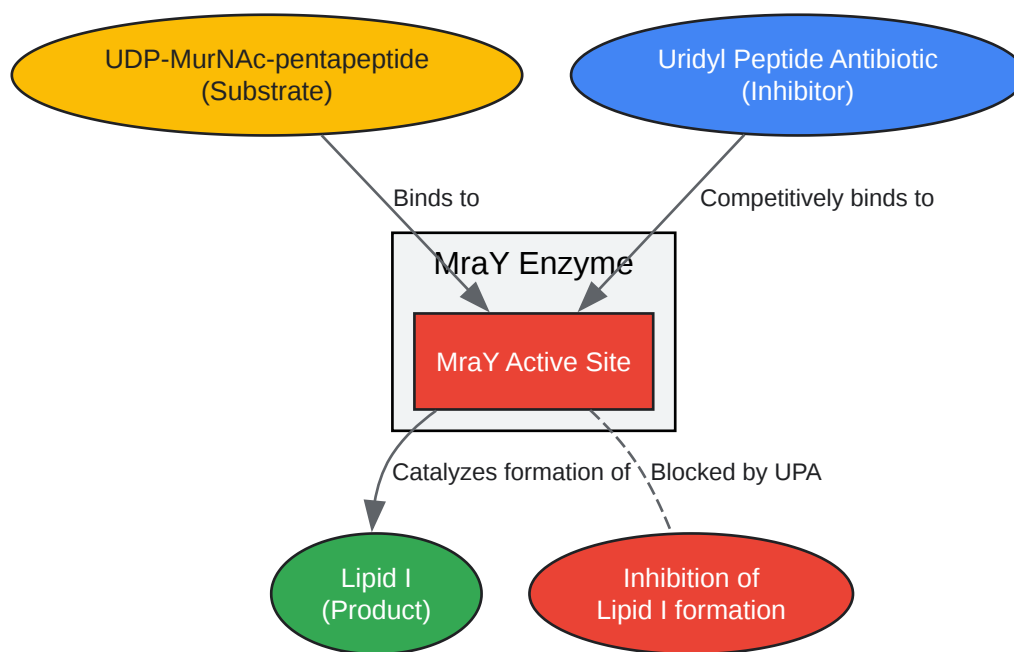 UDP-MurNAc-pentapeptide
(Substrate)
Uridyl Peptide Antibiotic
(Inhibitor)
Binds to
Competitively binds to
MraY Enzyme
MraY Active Site
Catalyzes formation of
Blocked by UPA
Lipid I
(Product)
Inhibition of
Lipid I formation